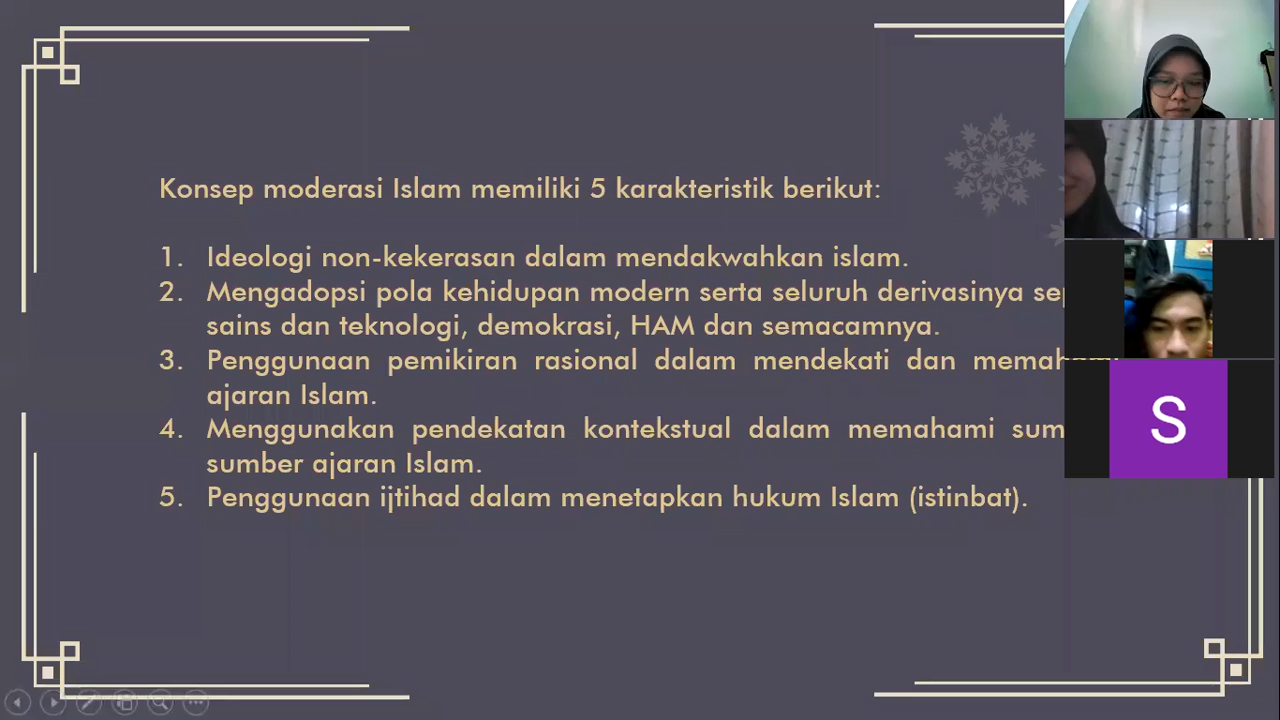 Konsep moderasi Islam memiliki 5 karakteristik berikut:
1. Ideologi non-kekerasan dalam mendakwahkan islam.
2. Mengadopsi pola kehidupan modern serta seluruh derivasinya
sains dan teknologi, demokrasi, HAM dan semacamnya.
3. Penggunaan pemikiran rasional dalam mendekati dan
ajaran Islam.
4. Menggunakan pendekatan kontekstual dalam memahami
sumber ajaran Islam.
5. Penggunaan ijtihad dalam menetapkan hukum Islam (istinbat).
S